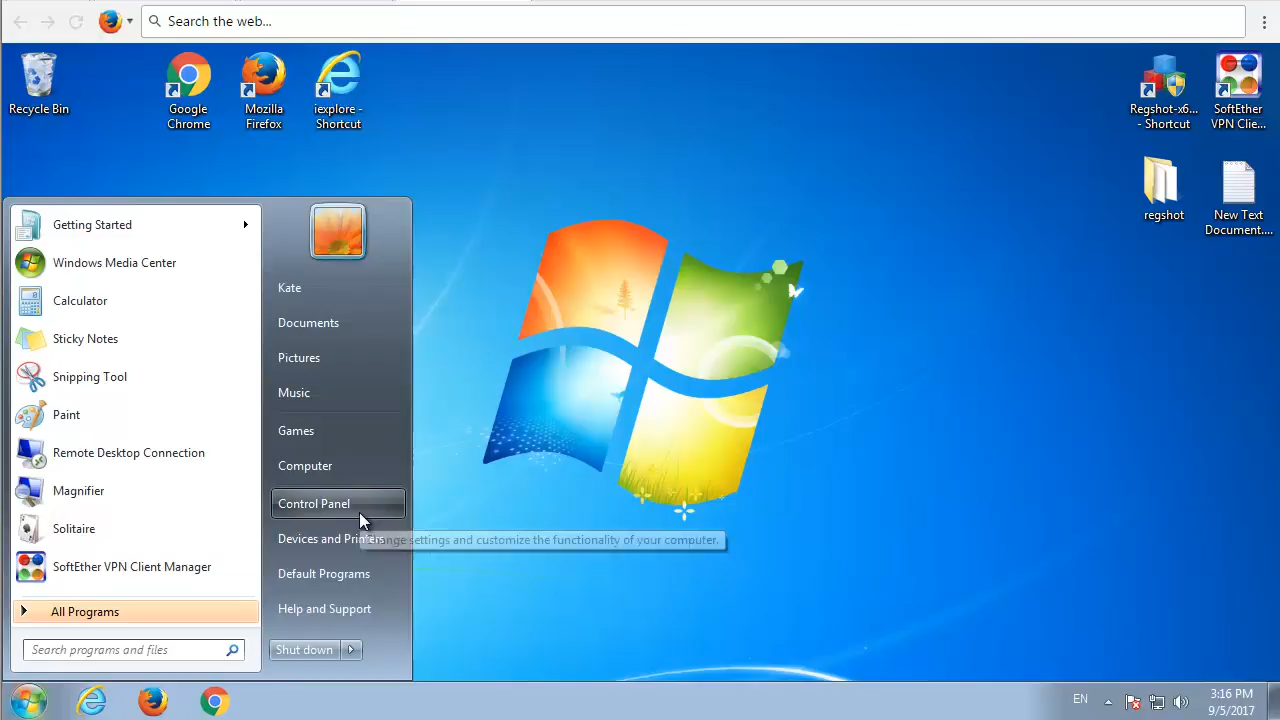 Search the web...
Recycle Bin
Google
Chrome
Mozilla
Firefox
iexplore -
Shortcut
Regshot-x6...
- Shortcut
SoftEther
VPN Clie...
regshot
New Text
Document....
Getting Started
Windows Media Center
Calculator
Sticky Notes
Snipping Tool
Paint
Remote Desktop Connection
Magnifier
Solitaire
SoftEther VPN Client Manager
All Programs
Search programs and files
Kate
Documents
Pictures
Music
Games
Computer
Control Panel
Devices and Printers
settings and customize the functionality of your computer.
Default Programs
Help and Support
Shut down
EN
3:16 PM
9/5/2017